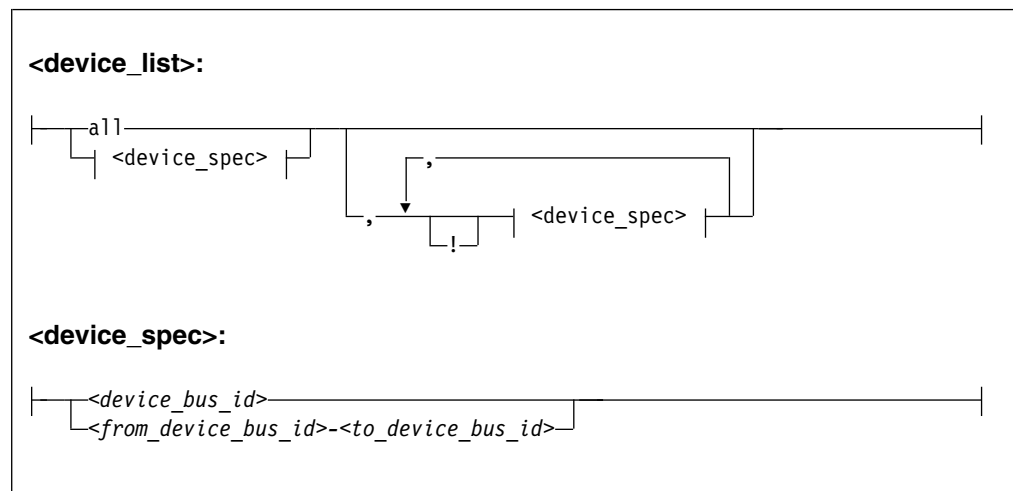 <device_list>:
all
<device_spec>
,
, <device_spec>
!
<device_spec>:
<device_bus_id>
<from_device_bus_id>-<to_device_bus_id>